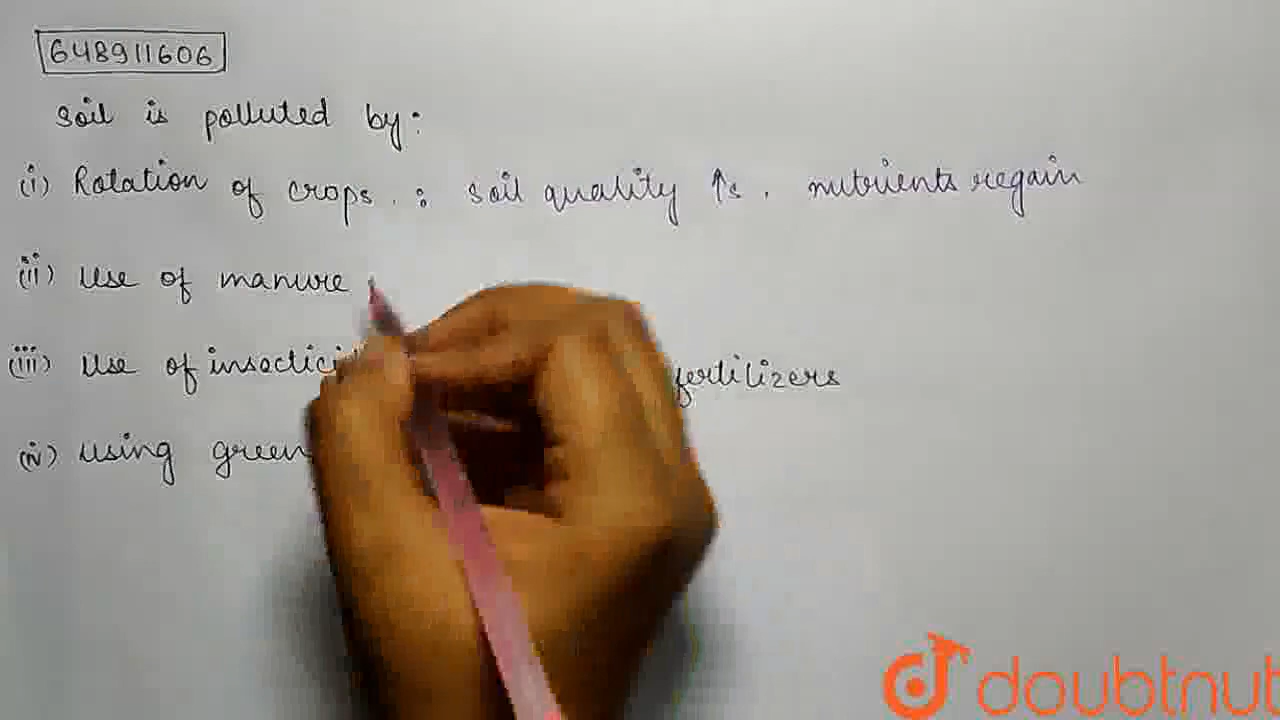 648911606
Soil is polluted by:
(i) Rotation of crops. : soil quality ↑s. nutrients regain
(ii) Use of manure
(iii) Use of fertilizers
(iv) using green
doubtnut